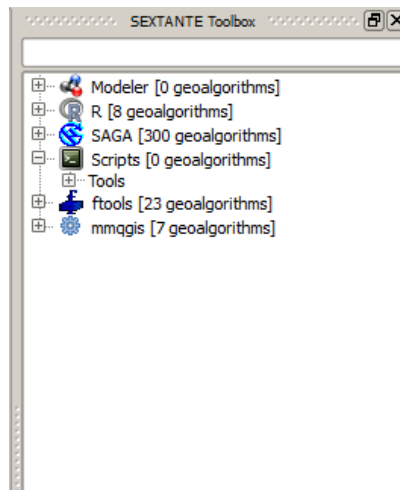 SEXTANTE Toolbox
Modeler [0 geoalgorithms]
R [8 geoalgorithms]
SAGA [300 geoalgorithms]
Scripts [0 geoalgorithms]
Tools
ftools [23 geoalgorithms]
mmqgis [7 geoalgorithms]